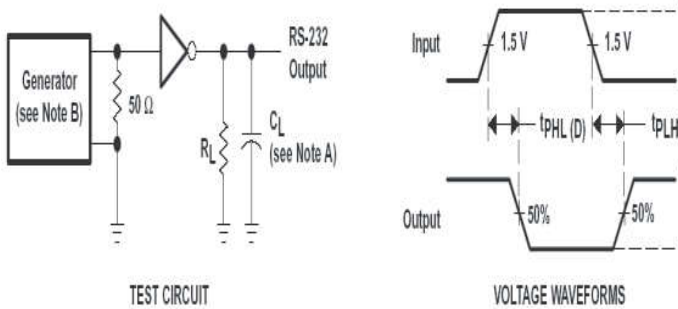 Generator
(see Note B)
50 Ω
RS-232
Output
RL
CL
(see Note A)
TEST CIRCUIT
Input
1.5 V
1.5 V
tPHL (D)
tPLH
Output
50%
50%
VOLTAGE WAVEFORMS